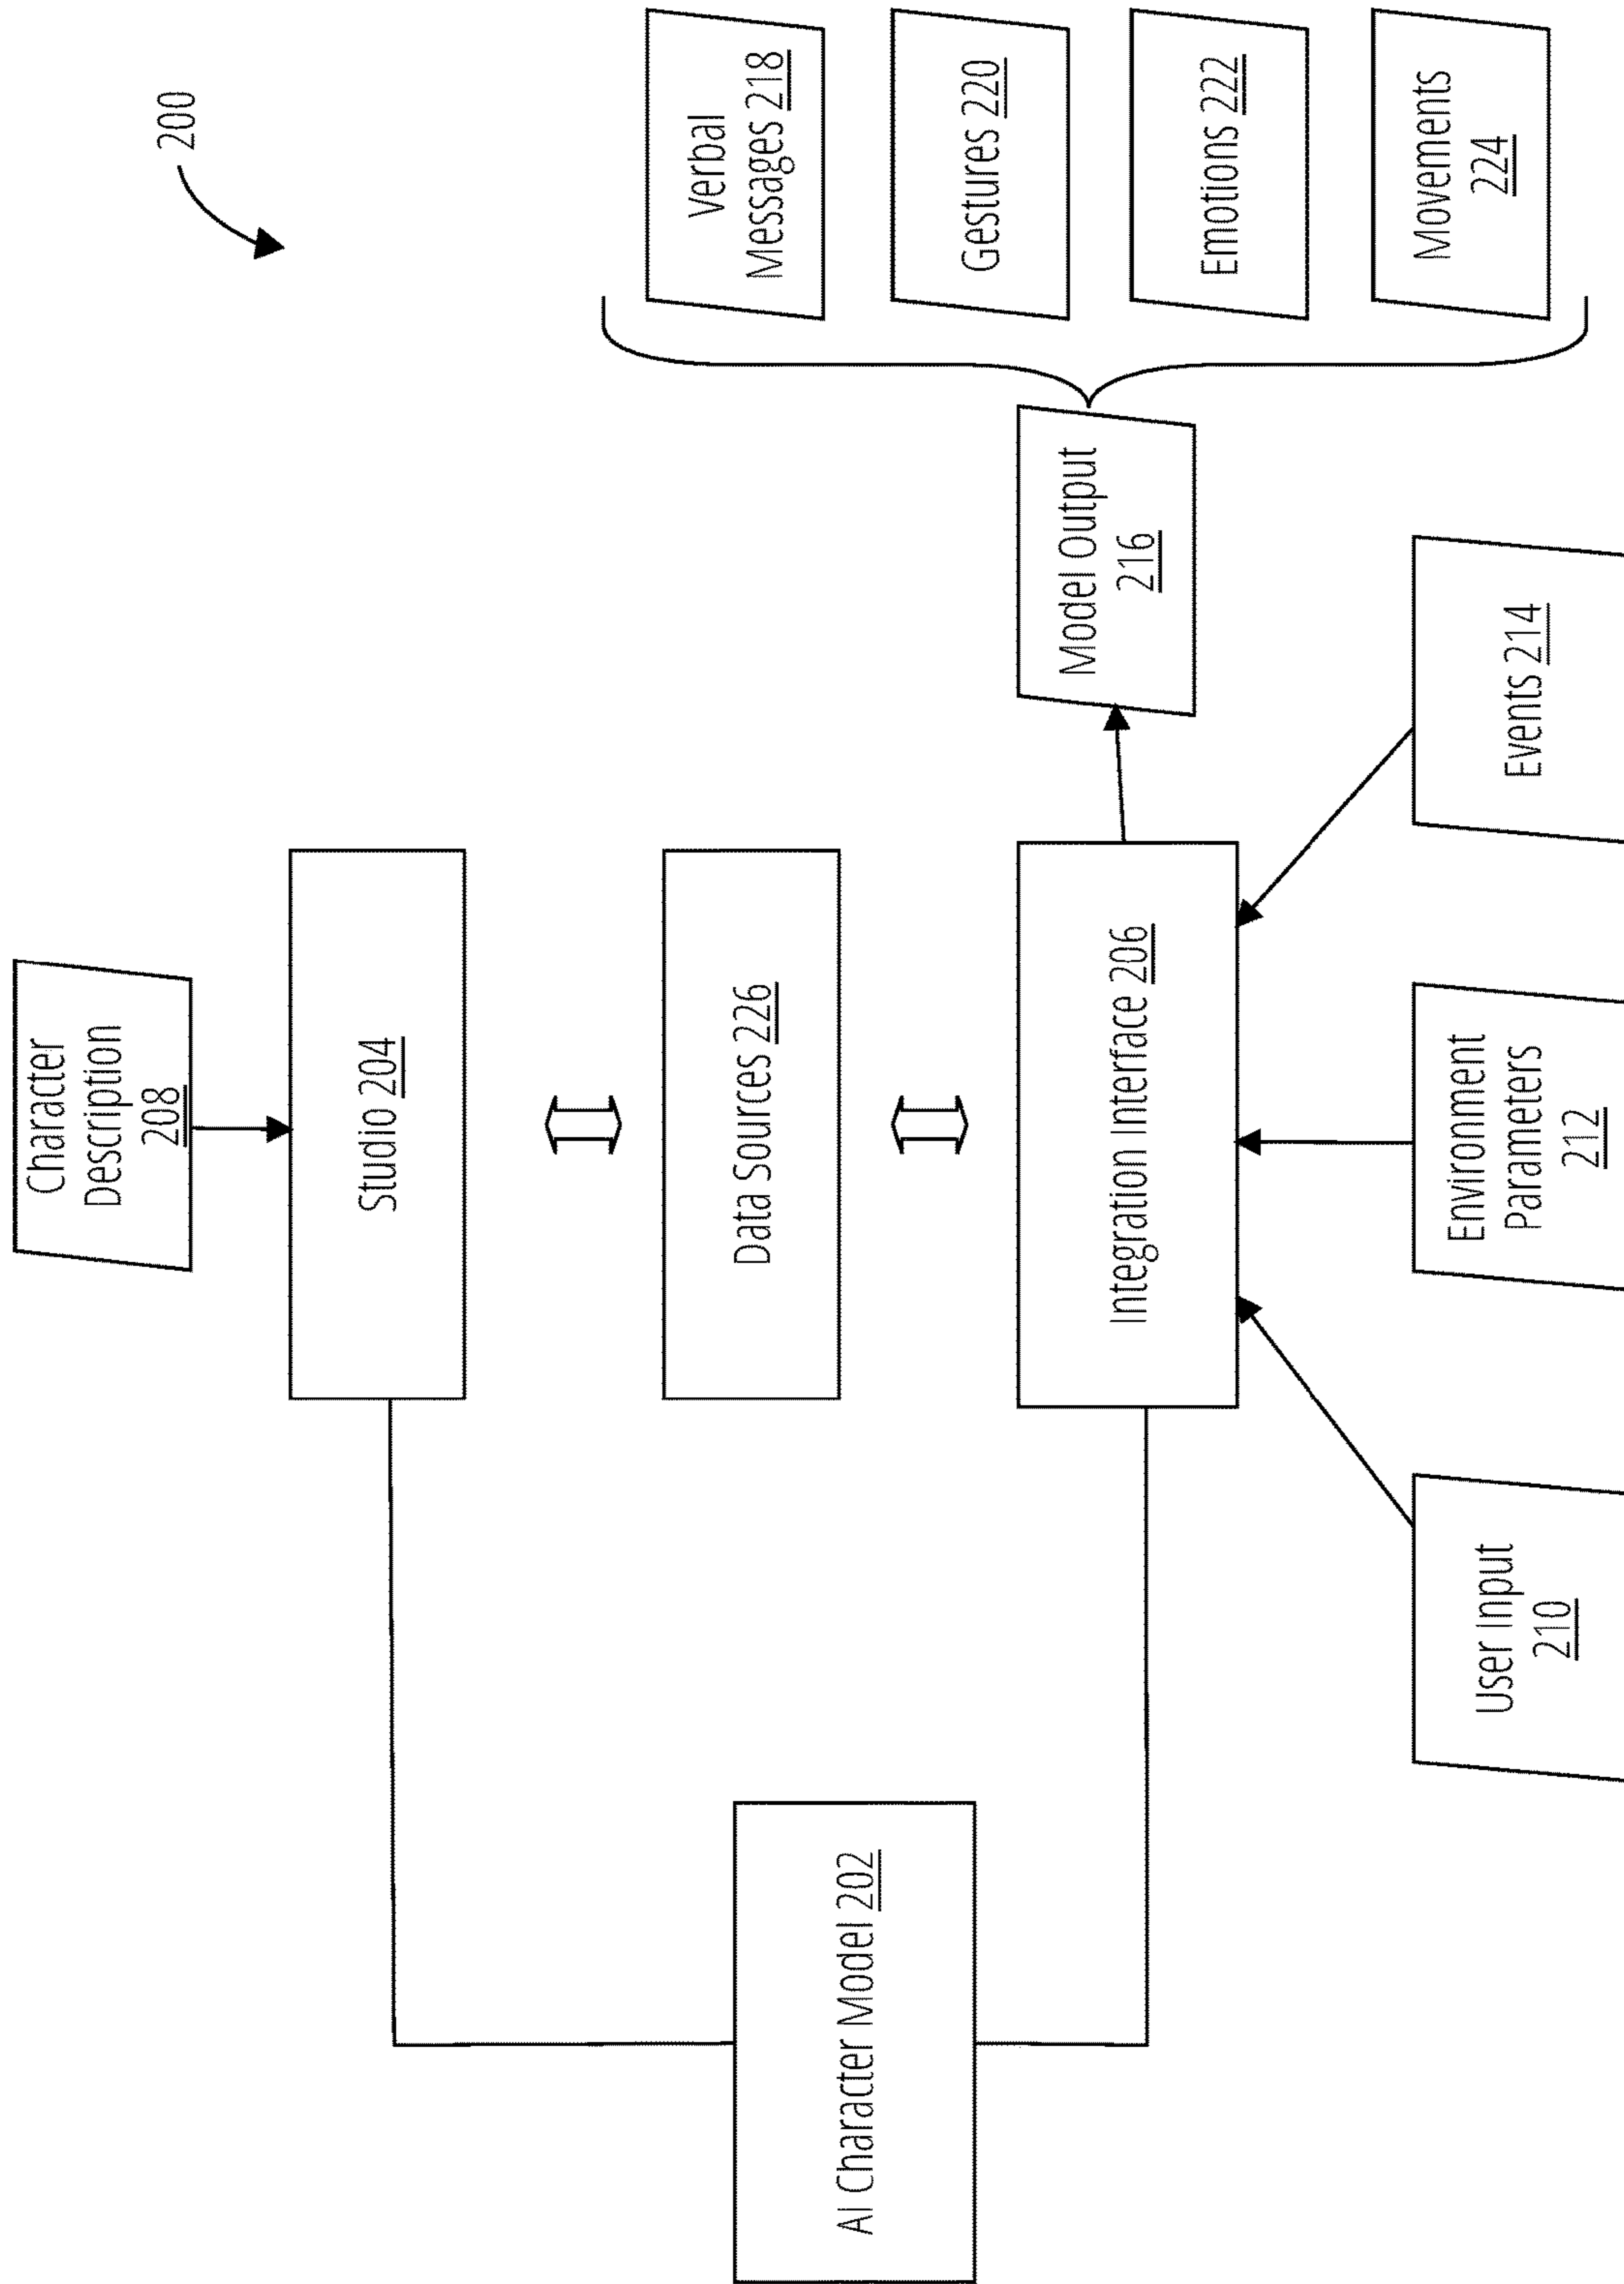 200
Character
Description
208
Studio 204
Data Sources 226
AI Character Model 202
Integration Interface 206
User Input
210
Environment
Parameters
212
Events 214
Model Output
216
Verbal
Messages 218
Gestures 220
Emotions 222
Movements
224